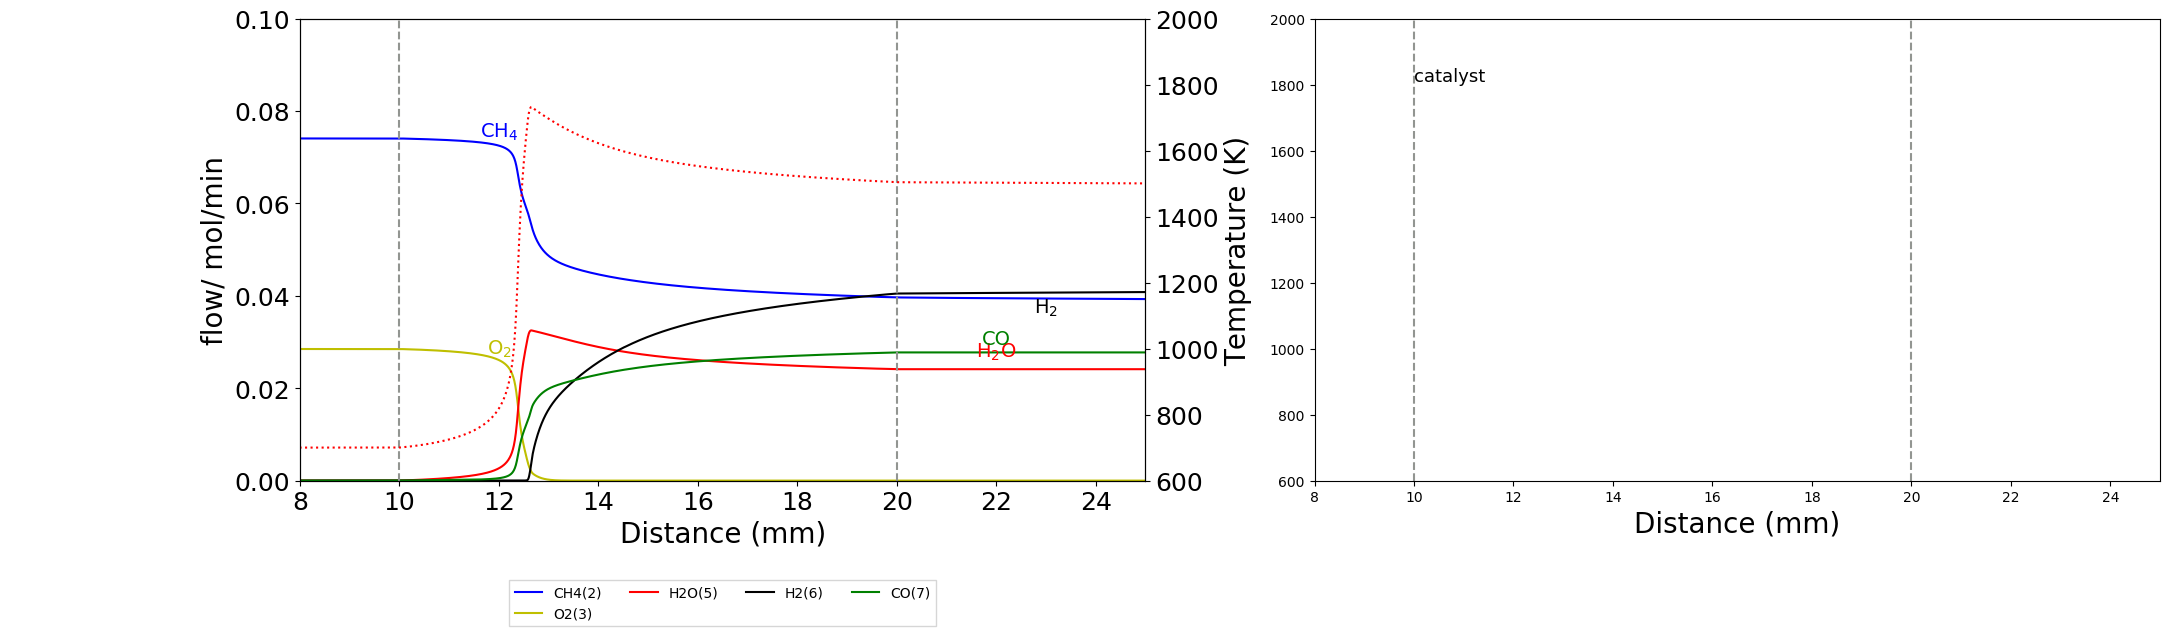 0.10
0.08
0.06
0.04
0.02
0.00
flow/ mol/min
8 10 12 14 16 18 20 22 24
Distance (mm)
CH4
O2
H2
CO
H2O
2000
1800
1600
1400
1200
1000
800
600
Temperature (K)
CH4(2) H2O(5) H2(6) CO(7)
O2(3)
2000
1800
1600
1400
1200
1000
800
600
catalyst
8 10 12 14 16 18 20 22 24
Distance (mm)